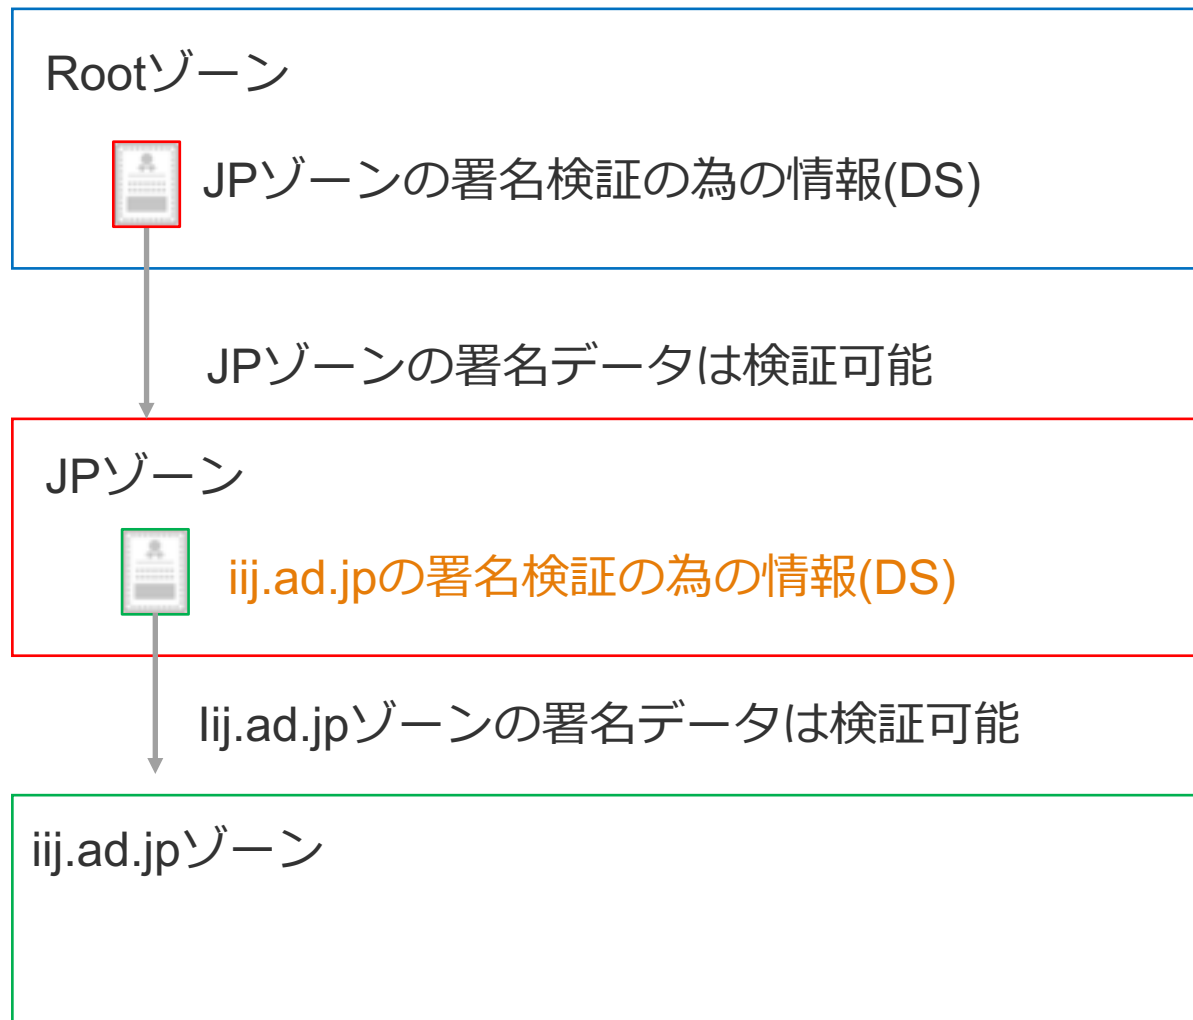 Rootゾーン
JPゾーンの署名検証の為の情報(DS)
JPゾーンの署名データは検証可能
JPゾーン
iij.ad.jpの署名検証の為の情報(DS)
Iij.ad.jpゾーンの署名データは検証可能
iij.ad.jpゾーン